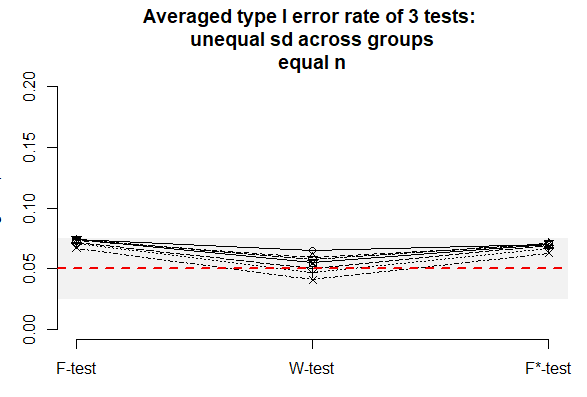 Averaged type I error rate of 3 tests:
unequal sd across groups
equal n
0.20
0.15
0.10
0.05
0.00
F-test
W-test
F*-test